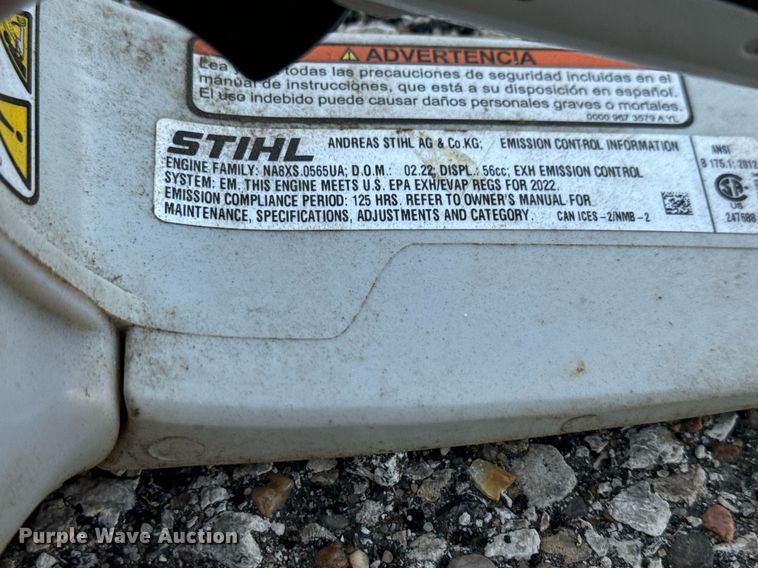 ADVERTENCIA
Lea todas las precauciones de seguridad incluidas en el
manual de instrucciones, que está a su disposición en español.
El uso indebido puede causar daños personales graves o mortales.
0000 967 3579 A YL
STIHL ANDREAS STIHL AG & Co.KG; EMISSION CONTROL INFORMATION
ENGINE FAMILY: NA8XS.0565UA; D.O.M.: 02.22; DISPL.: 56cc; EXH EMISSION CONTROL
SYSTEM: EM. THIS ENGINE MEETS U.S. EPA EXH/EVAP REGS FOR 2022.
EMISSION COMPLIANCE PERIOD: 125 HRS. REFER TO OWNER'S MANUAL FOR
MAINTENANCE, SPECIFICATIONS, ADJUSTMENTS AND CATEGORY. CAN ICES-2/NMB-2
ANSI
B 175.1: 2012
US
247688
Purple Wave Auction